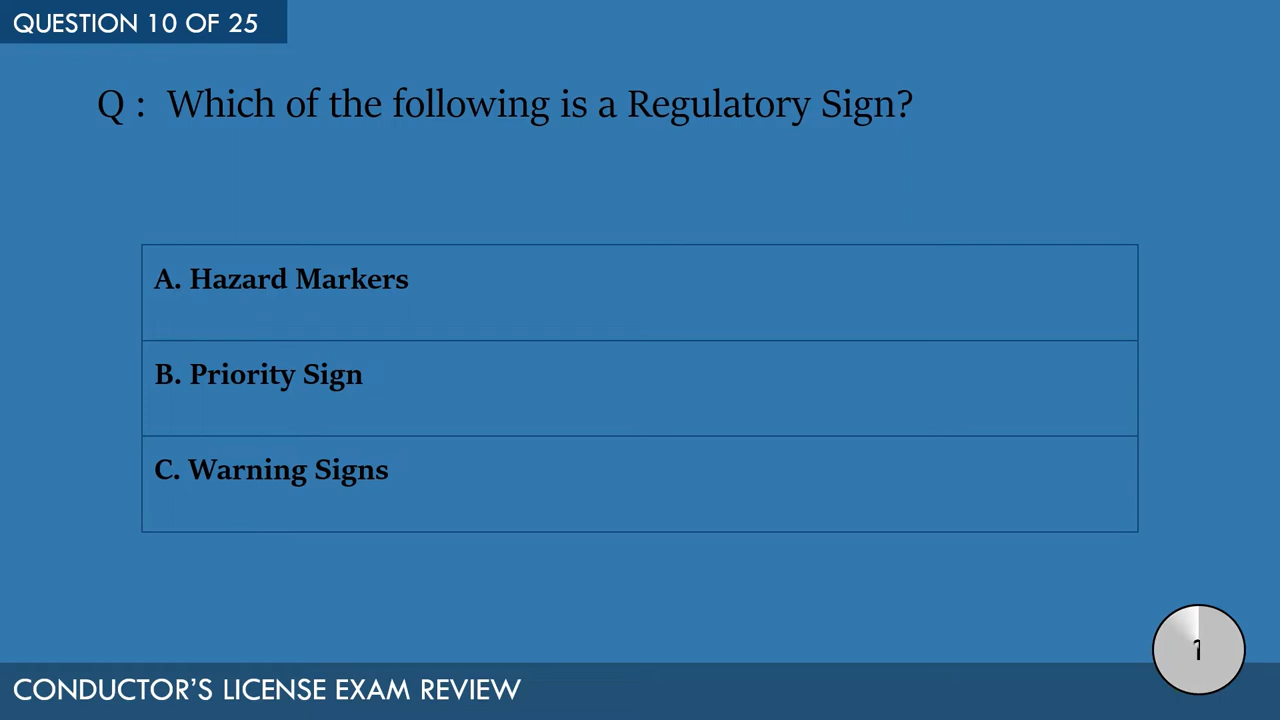 QUESTION 10 OF 25
Q : Which of the following is a Regulatory Sign?
A. Hazard Markers
B. Priority Sign
C. Warning Signs
1
CONDUCTOR'S LICENSE EXAM REVIEW